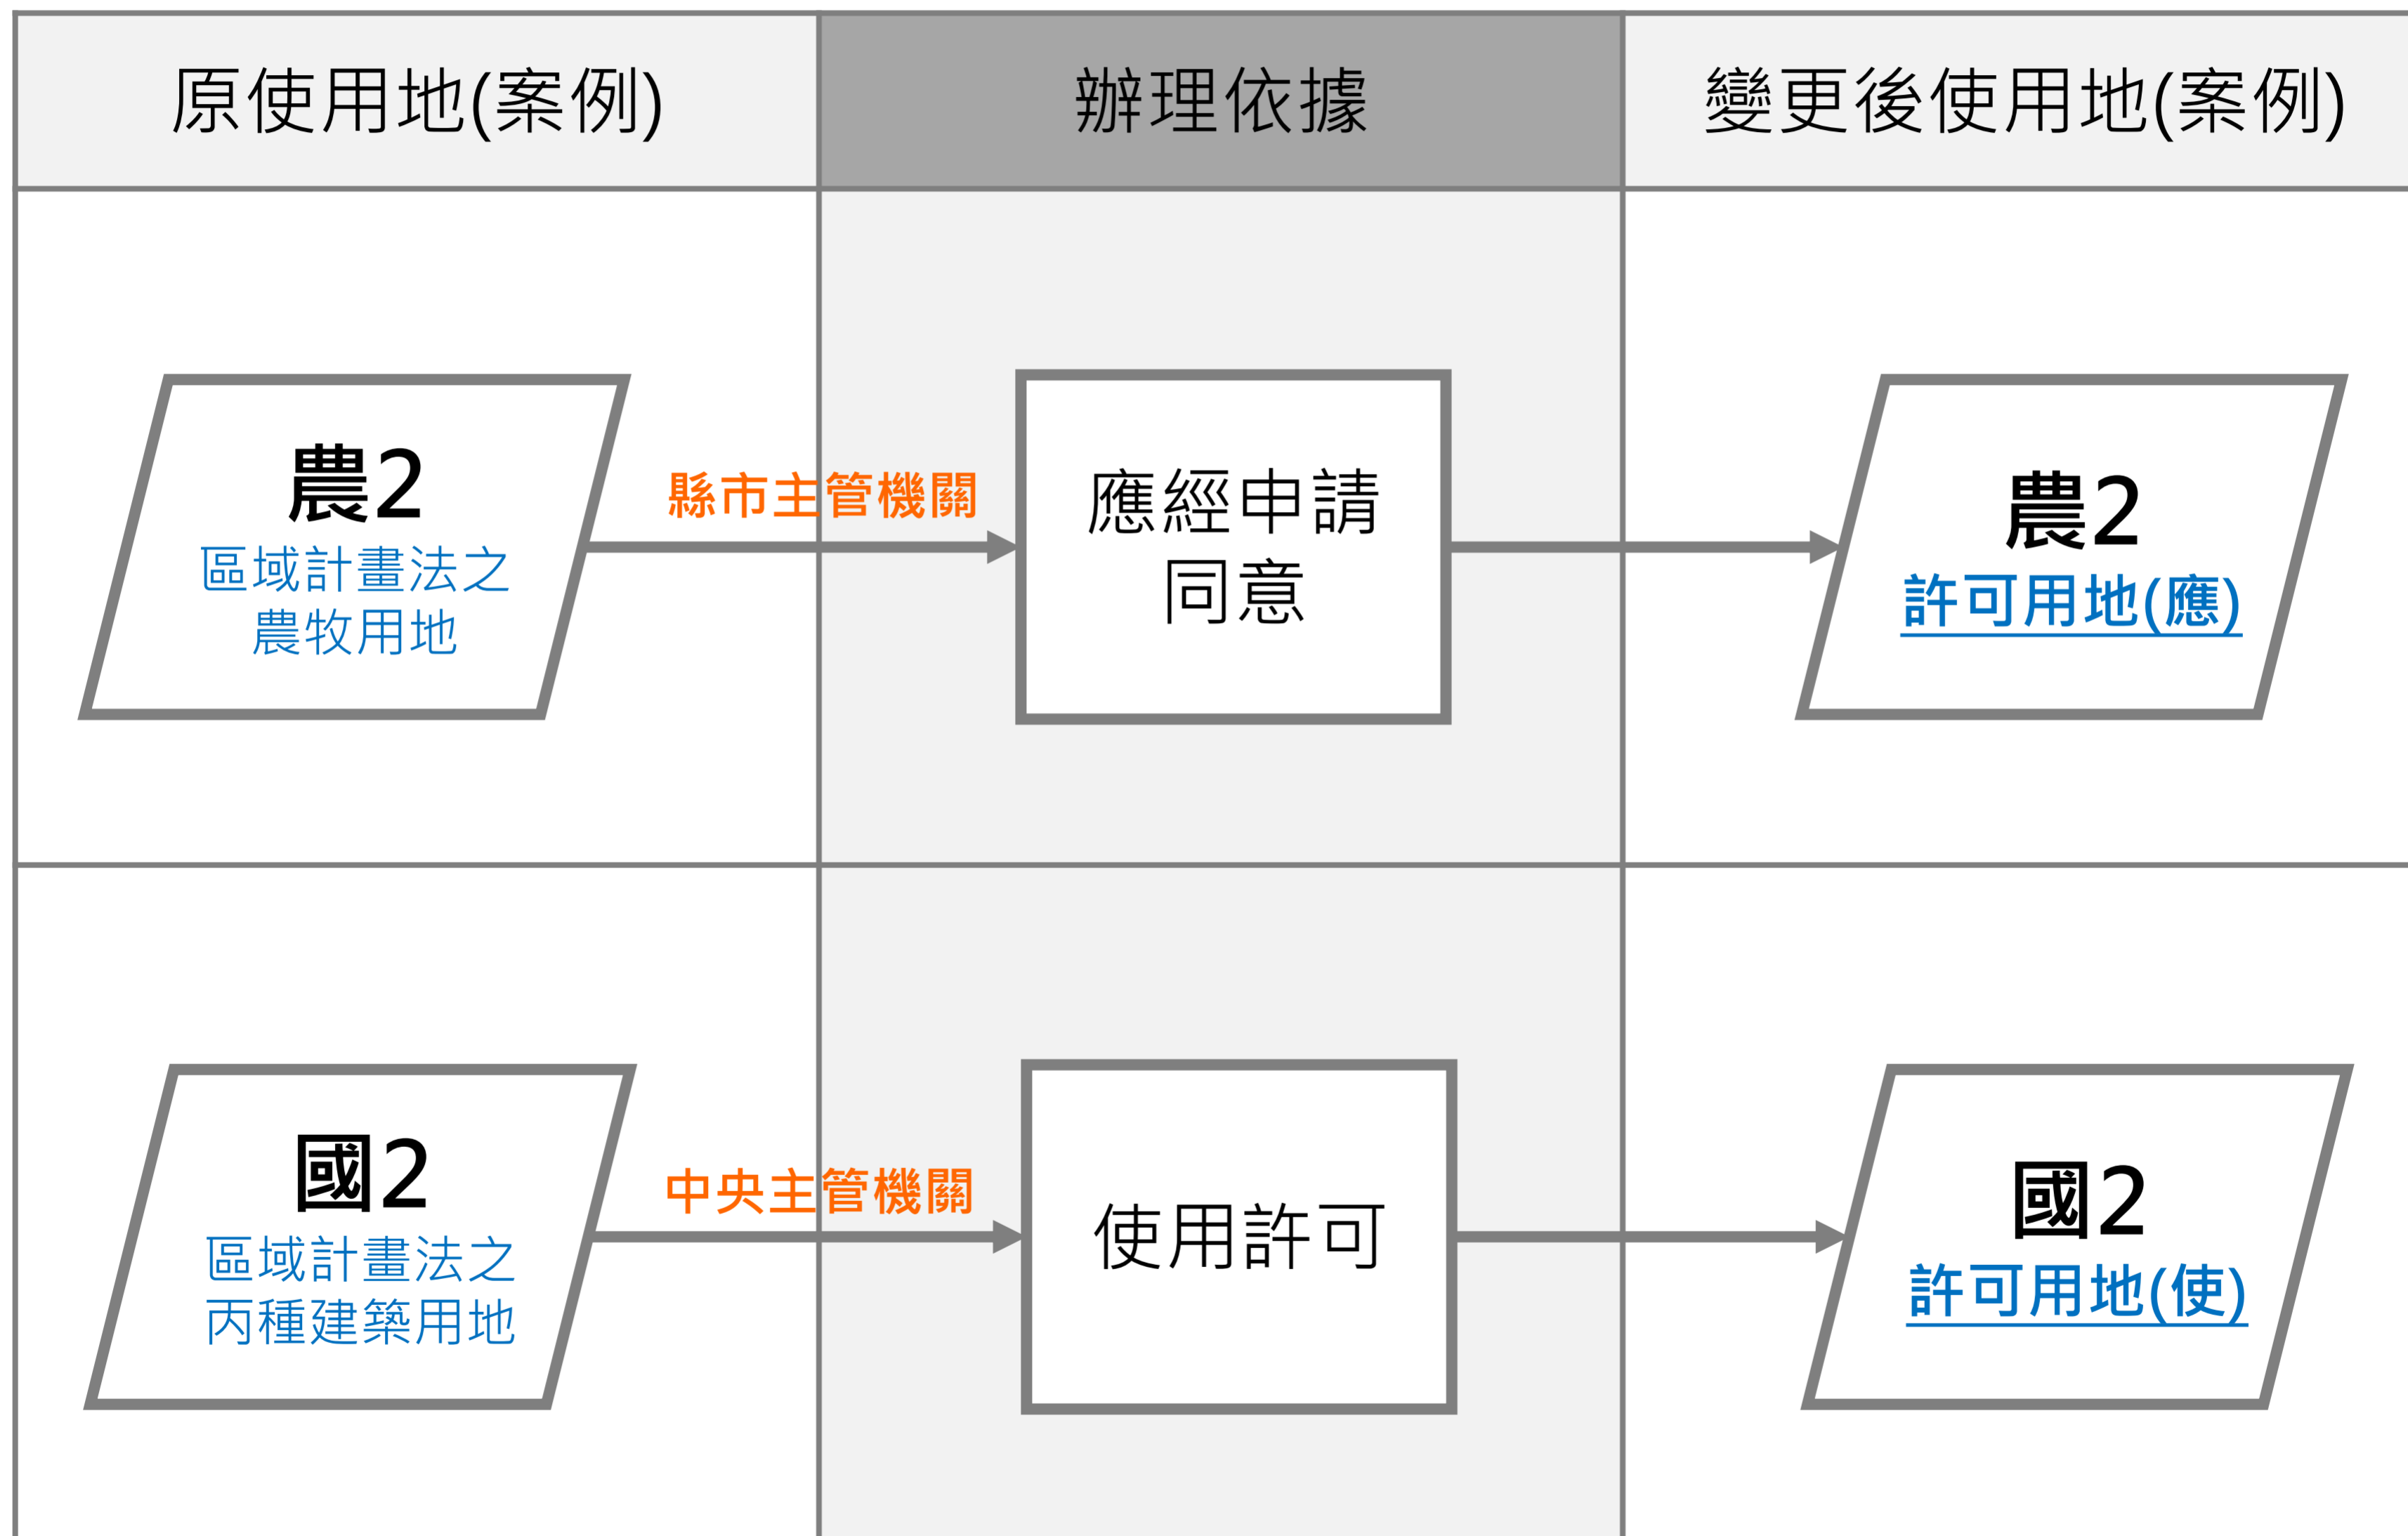 原使用地(案例)
辦理依據
變更後使用地(案例)
農2
區域計畫法之
農牧用地
縣市主管機關
應經申請
同意
農2
許可用地(應)
國2
區域計畫法之
丙種建築用地
中央主管機關
使用許可
國2
許可用地(使)